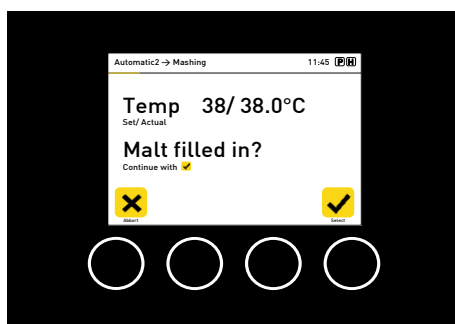 Automatic2 → Mashing 11:45 P H
Temp 38/ 38.0°C
Set/ Actual
Malt filled in?
Continue with ✔
Abbort Select